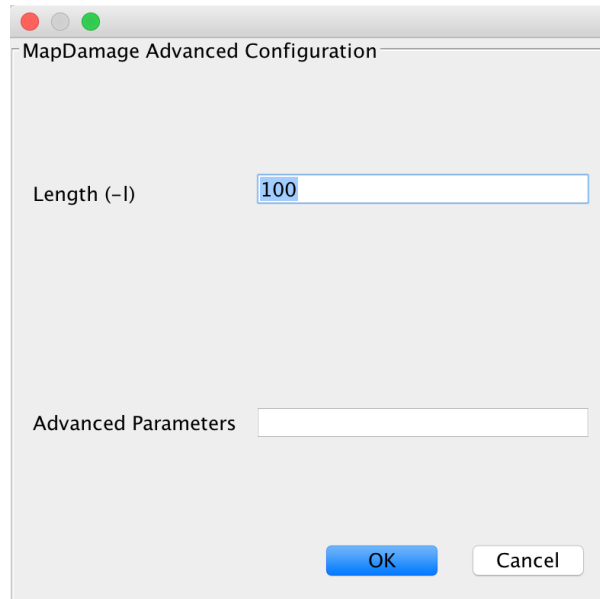 MapDamage Advanced Configuration
Length (-l)
100
Advanced Parameters
OK
Cancel